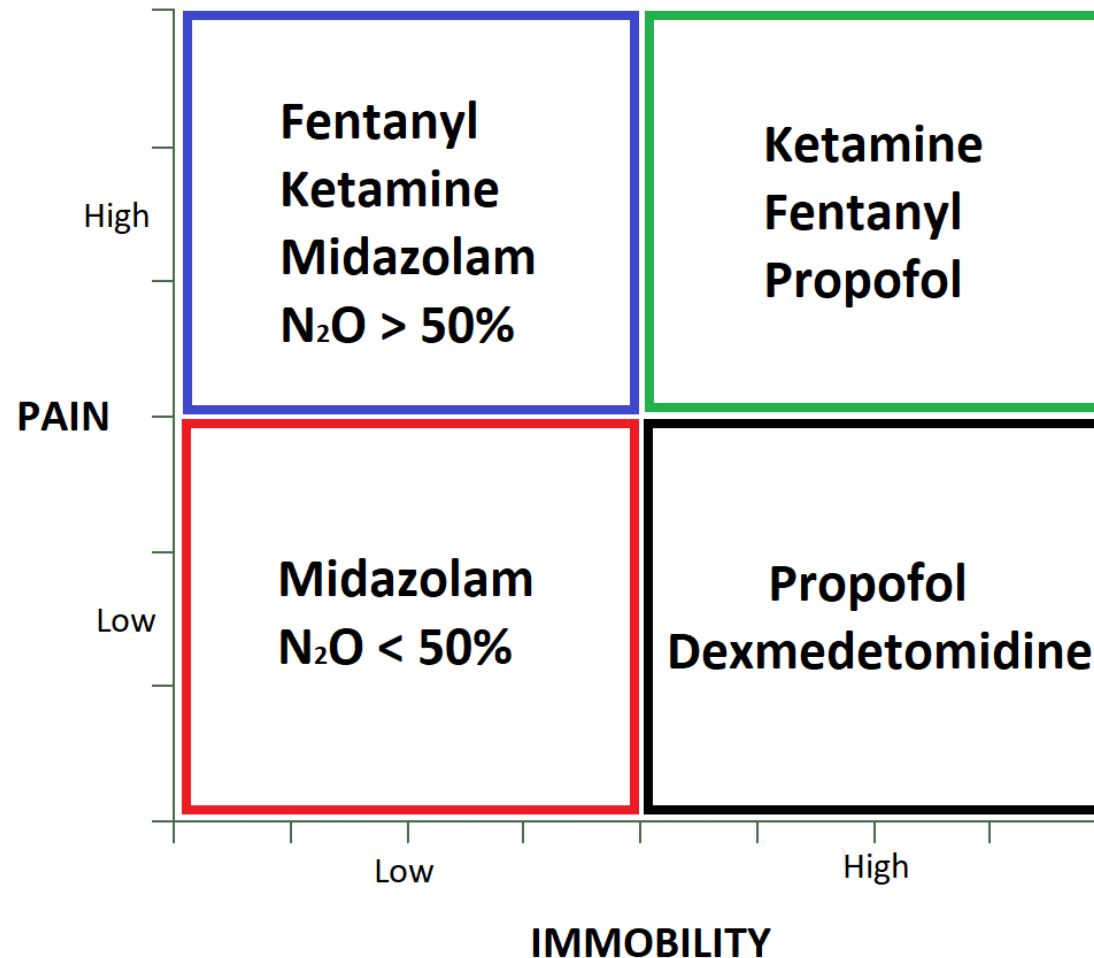 Fentanyl
Ketamine
Midazolam
N₂O > 50%
Ketamine
Fentanyl
Propofol
High
PAIN
Low
Midazolam
N₂O < 50%
Propofol
Dexmedetomidine
Low
High
IMMOBILITY